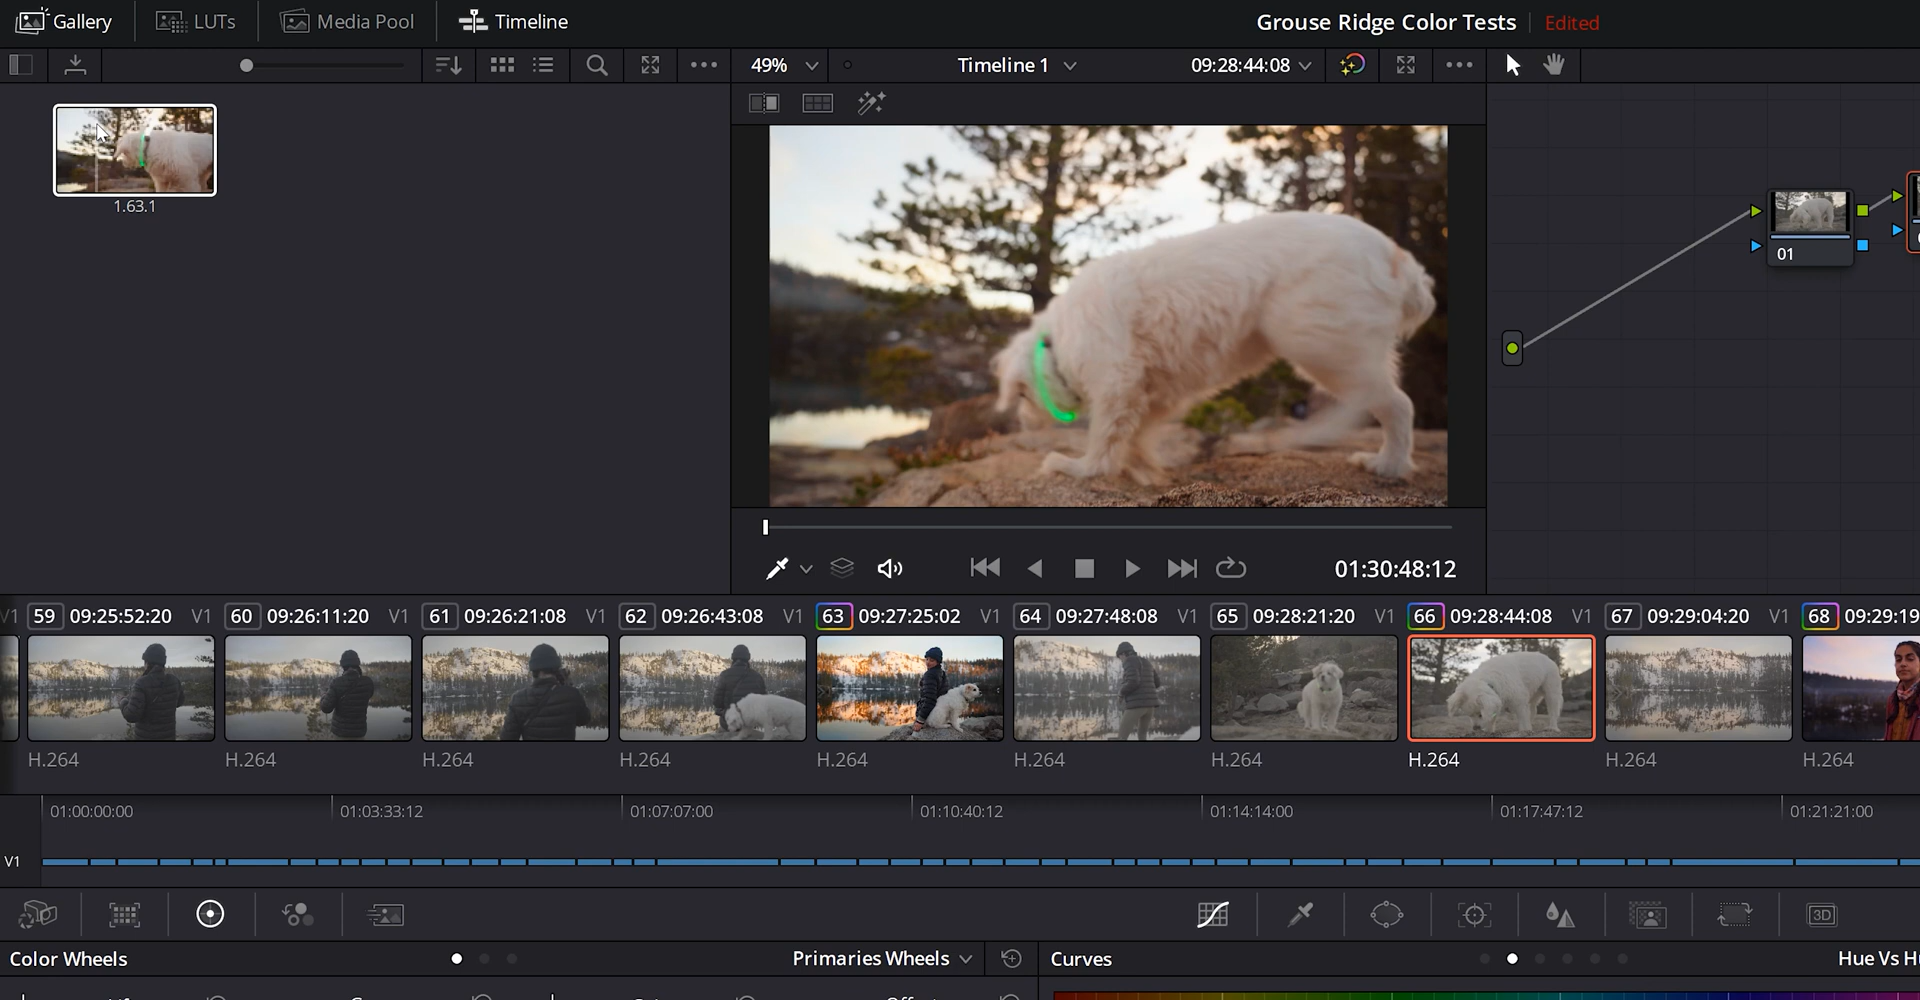 Gallery LUTs Media Pool Timeline Grouse Ridge Color Tests Edited
49% Timeline 1 09:28:44:08
1.63.1
01
01:30:48:12
V1 59 09:25:52:20 V1 60 09:26:11:20 V1 61 09:26:21:08 V1 62 09:26:43:08 V1 63 09:27:25:02 V1 64 09:27:48:08 V1 65 09:28:21:20 V1 66 09:28:44:08 V1 67 09:29:04:20 V1 68 09:29:19
H.264 H.264 H.264 H.264 H.264 H.264 H.264 H.264 H.264 H.264
01:00:00:00 01:03:33:12 01:07:07:00 01:10:40:12 01:14:14:00 01:17:47:12 01:21:21:00
V1
3D
Color Wheels Primaries Wheels Curves Hue Vs H